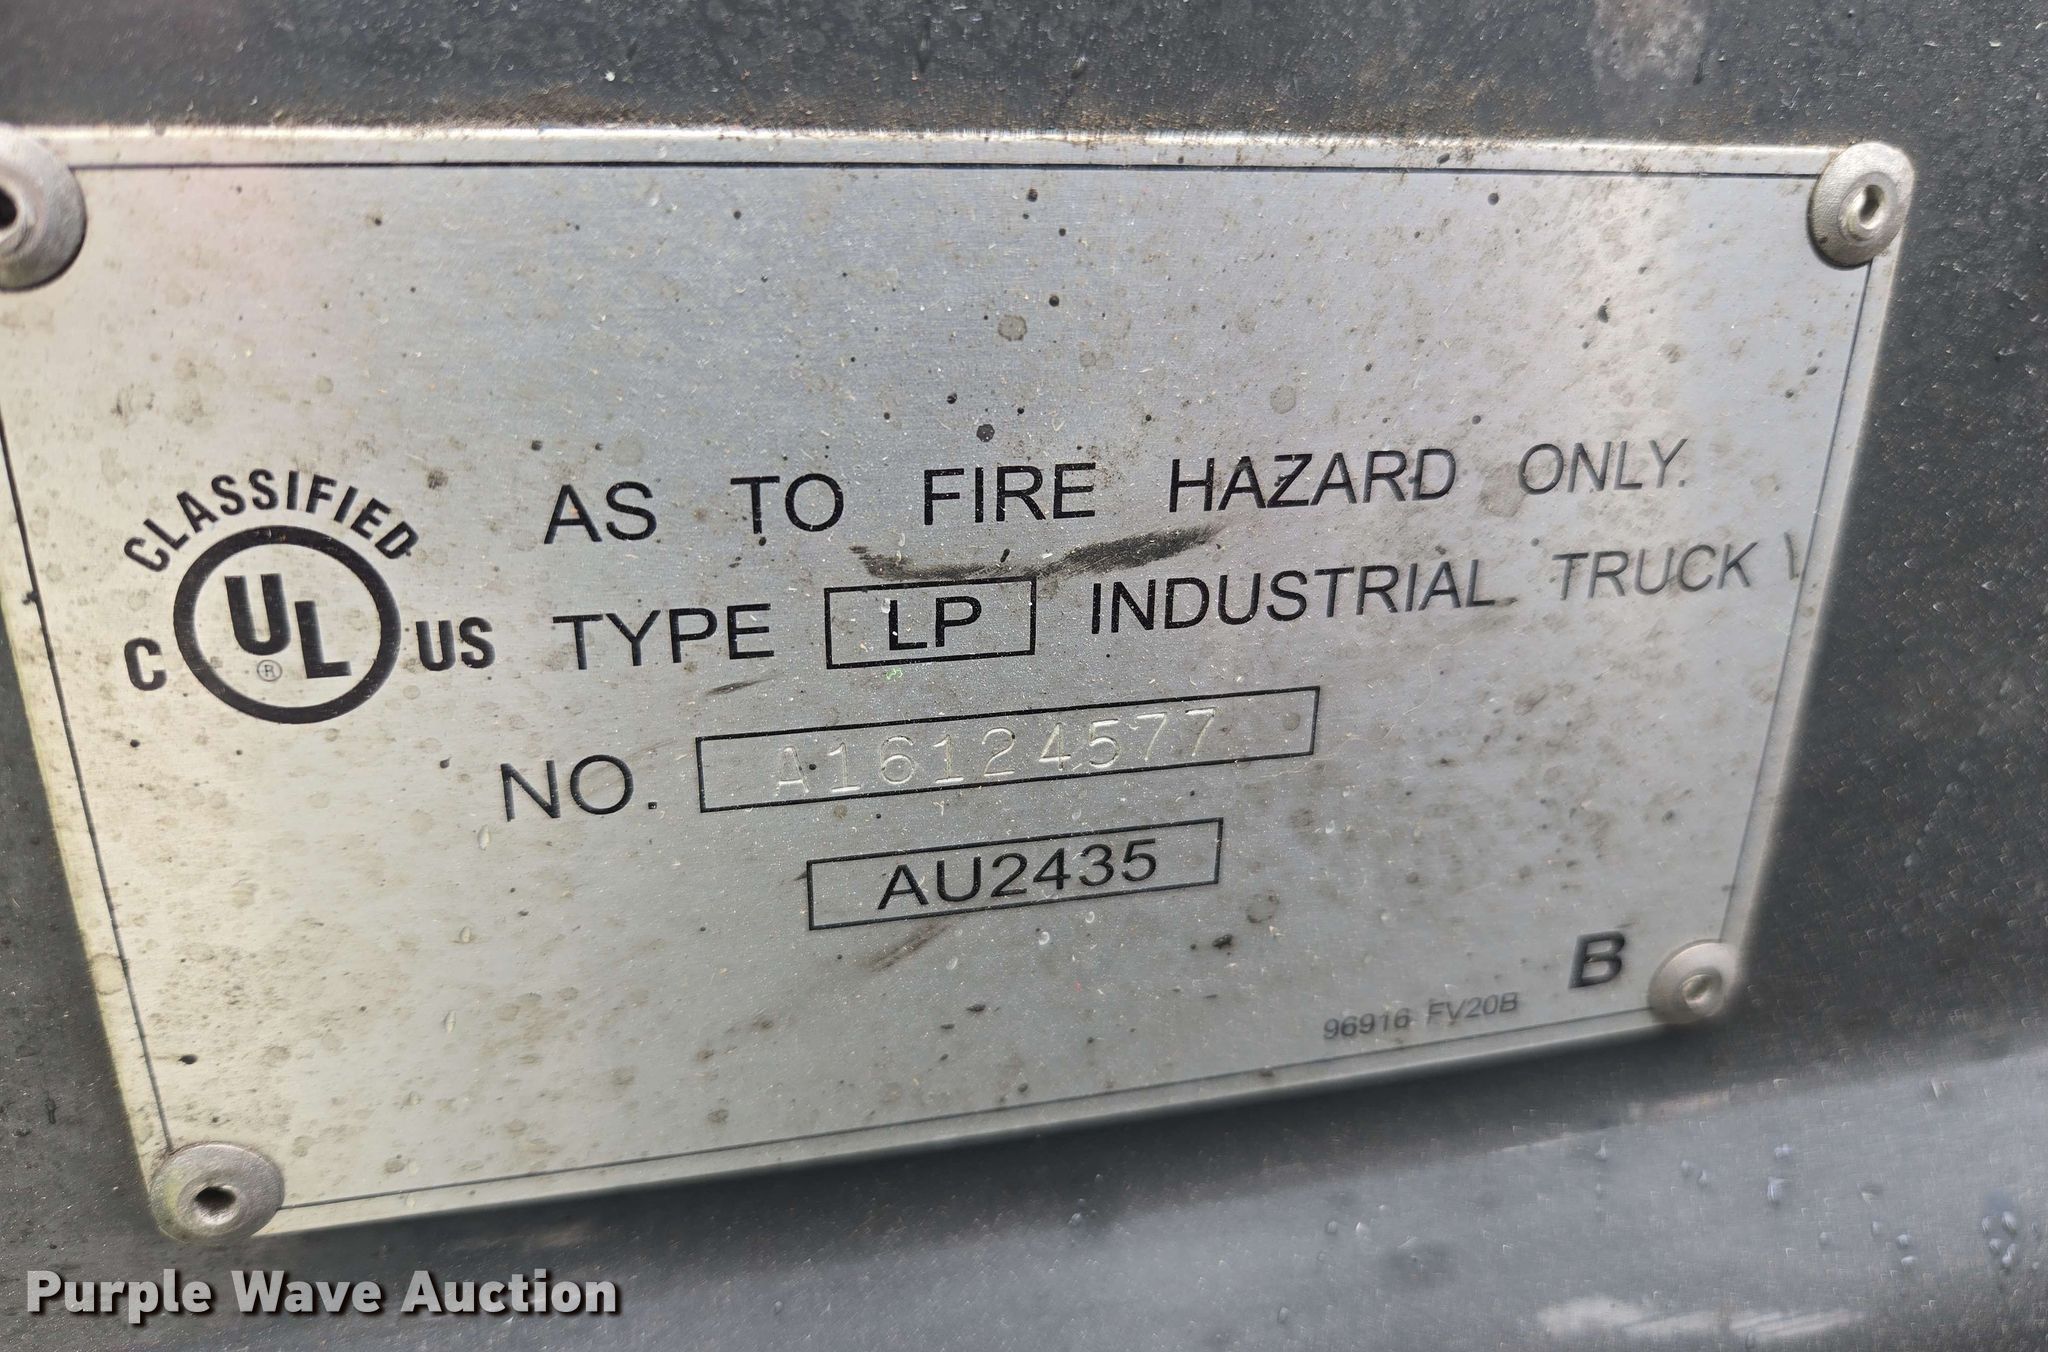 CLASSIFIED
C UL ® US
AS TO FIRE HAZARD ONLY.
TYPE LP INDUSTRIAL TRUCK
NO. A16124577
AU2435
B
96916 FV20B
Purple Wave Auction